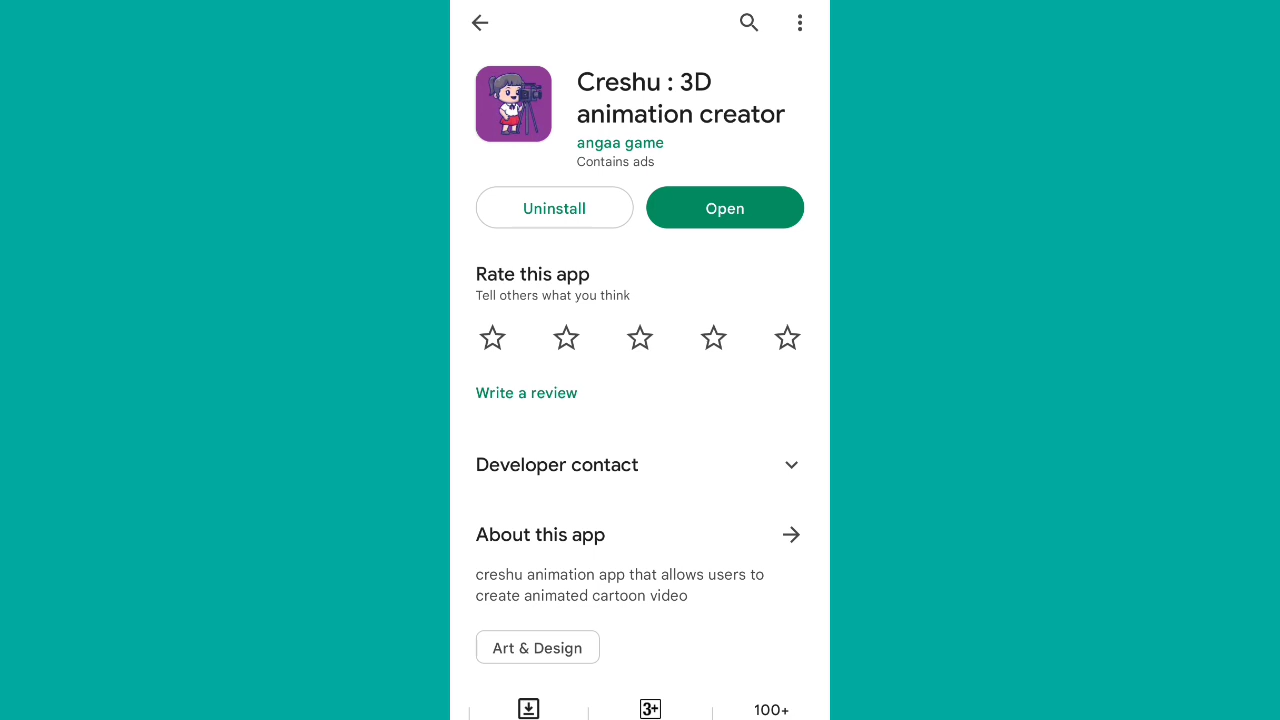 Creshu : 3D
animation creator
angaa game
Contains ads
Uninstall
Open
Rate this app
Tell others what you think
Write a review
Developer contact
About this app
creshu animation app that allows users to
create animated cartoon video
Art & Design
3+
100+